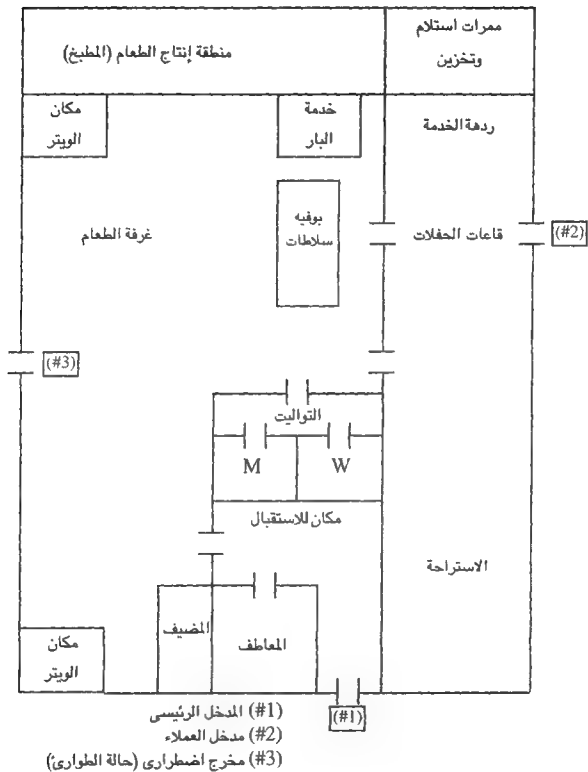 ممرات استلام
وتخزين
منطقة إنتاج الطعام (المطبخ)
ردهة الخدمة
خدمة
البار
مكان
الويتر
بوفيه
سلاطات
قاعات الحفلات
غرفة الطعام
(#2)
(#3)
التواليت
W
M
مكان للاستقبال
الاستراحة
المضيف
المعاطف
مكان
الويتر
(#1)
(#1) المدخل الرئيسى
(#2) مدخل العملاء
(#3) مخرج اضطرارى (حالة الطوارئ)